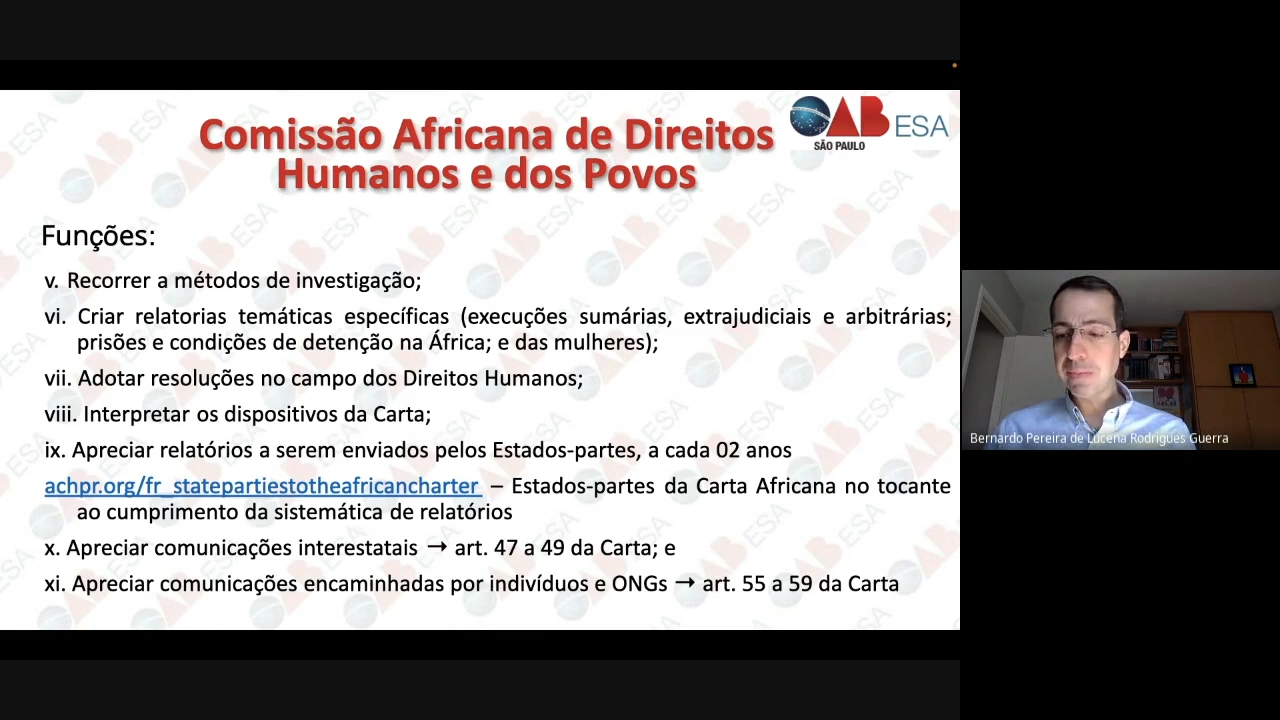 Comissão Africana de Direitos
Humanos e dos Povos
OAB ESA
SÃO PAULO
Funções:
v. Recorrer a métodos de investigação;
vi. Criar relatorias temáticas específicas (execuções sumárias, extrajudiciais e arbitrárias;
prisões e condições de detenção na África; e das mulheres);
vii. Adotar resoluções no campo dos Direitos Humanos;
viii. Interpretar os dispositivos da Carta;
ix. Apreciar relatórios a serem enviados pelos Estados-partes, a cada 02 anos
achpr.org/fr_statepartiestotheafricancharter – Estados-partes da Carta Africana no tocante
ao cumprimento da sistemática de relatórios
x. Apreciar comunicações interestatais → art. 47 a 49 da Carta; e
xi. Apreciar comunicações encaminhadas por indivíduos e ONGs → art. 55 a 59 da Carta
Bernardo Pereira de Lucena Rodrigues Guerra